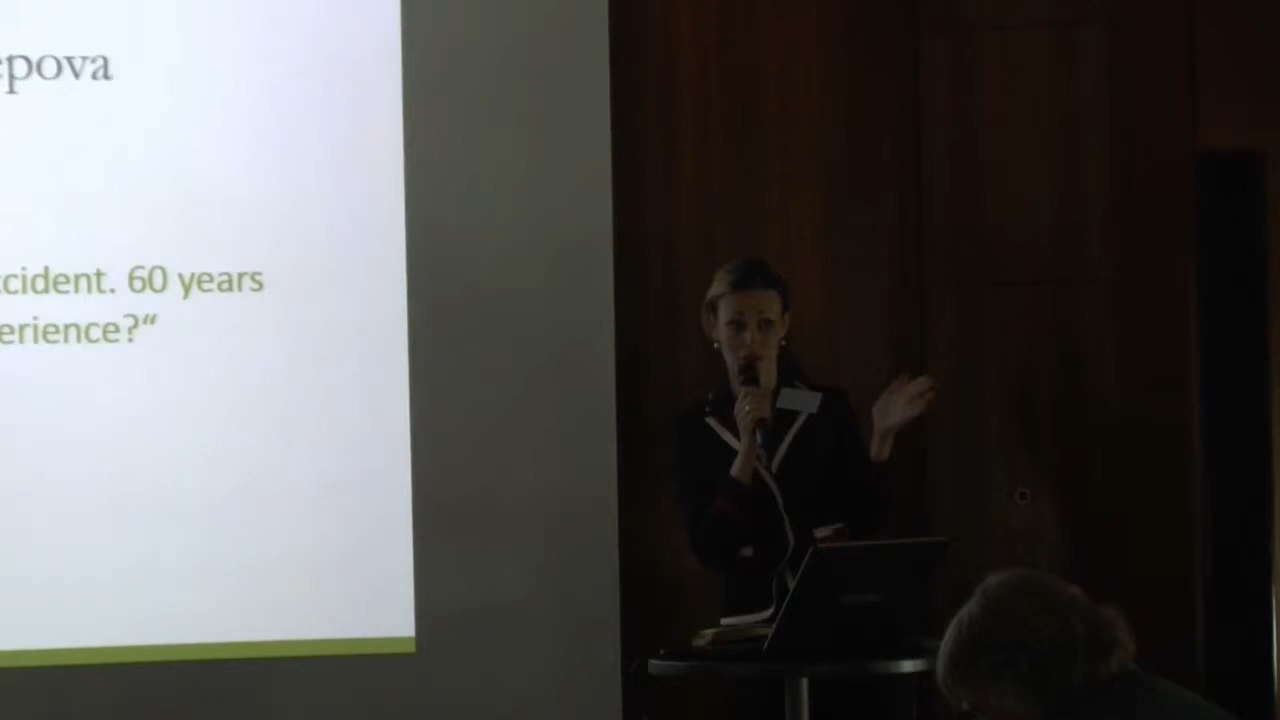 epova
ccident. 60 years
erience?“